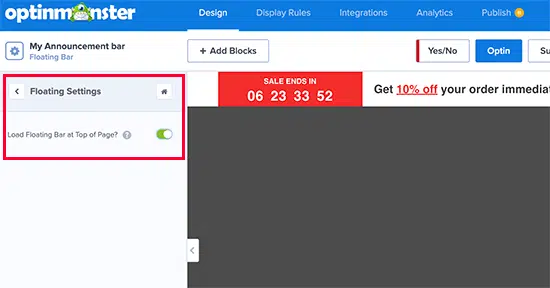 optinmonster
Design
Display Rules
Integrations
Analytics
Publish
My Announcement bar
Floating Bar
+ Add Blocks
Yes/No
Optin
Su
Floating Settings
SALE ENDS IN
06 23 33 52
Get 10% off your order immediat
Load Floating Bar at Top of Page? ?